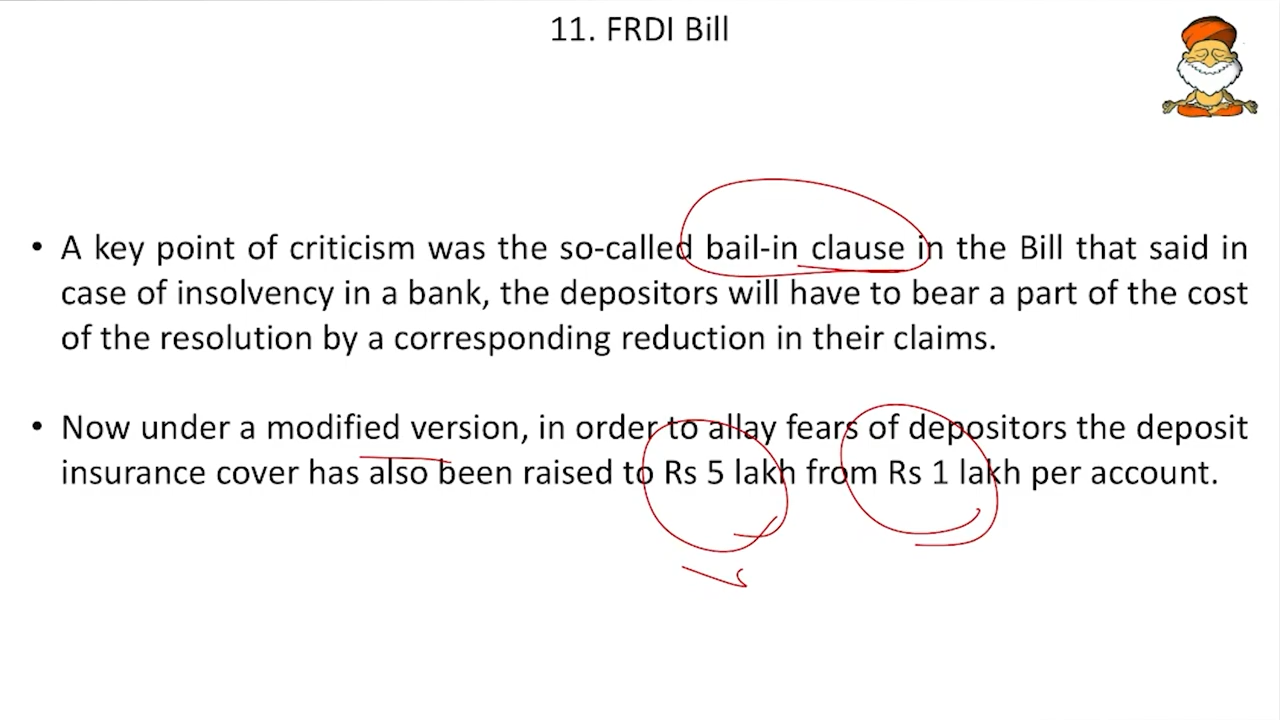 11. FRDI Bill
• A key point of criticism was the so-called bail-in clause in the Bill that said in
case of insolvency in a bank, the depositors will have to bear a part of the cost
of the resolution by a corresponding reduction in their claims.
• Now under a modified version, in order to allay fears of depositors the deposit
insurance cover has also been raised to Rs 5 lakh from Rs 1 lakh per account.